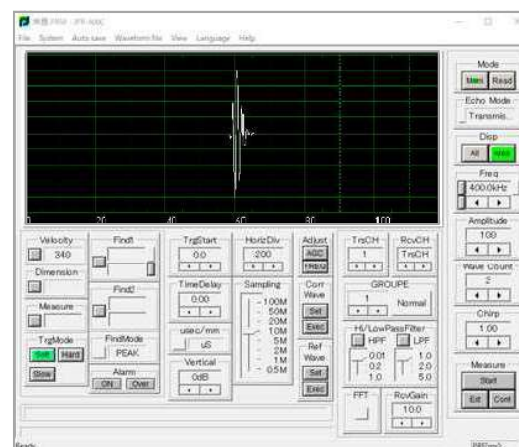 JPR-600C
File System Auto save Waveform file View Language Help
0 20 40 60 80 100
Mode
Mem. Read
Echo Mode
Transmis...
Disp
All Wide
Freq
400.0kHz
Amplitude
100
Wave Count
2
Chirp
1.00
Measure
Start
Ext Cont
Velocity
340
Dimension
Measure
TrgMode
Soft Hard
Slow
Find1
Find2
FindMode
PEAK
Alarm
ON Over
TrgStart
0.0
TimeDelay
0.00
usec/mm
uS
Vertical
0dB
HorizDiv
200
Sampling
100M
50M
20M
10M
5M
2M
1M
0.5M
Adjust
AGC
FREQ
Corr
Wave
Set
Exec
Ref
Wave
Set
Exec
TrsCH
1
RcvCH
TrsCH
GROUPE
1 Normal
Hi/LowPassFilter
HPF LPF
0.01 1.0
0.2 2.0
1.0 5.0
FFT
RcvGain
10.0
Ready